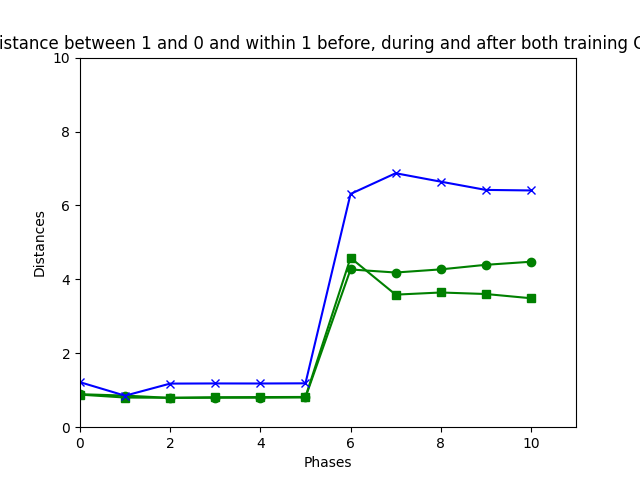 istance between 1 and 0 and within 1 before, during and after both training
10
8
6
4
2
0
Distances
0 2 4 6 8 10
Phases